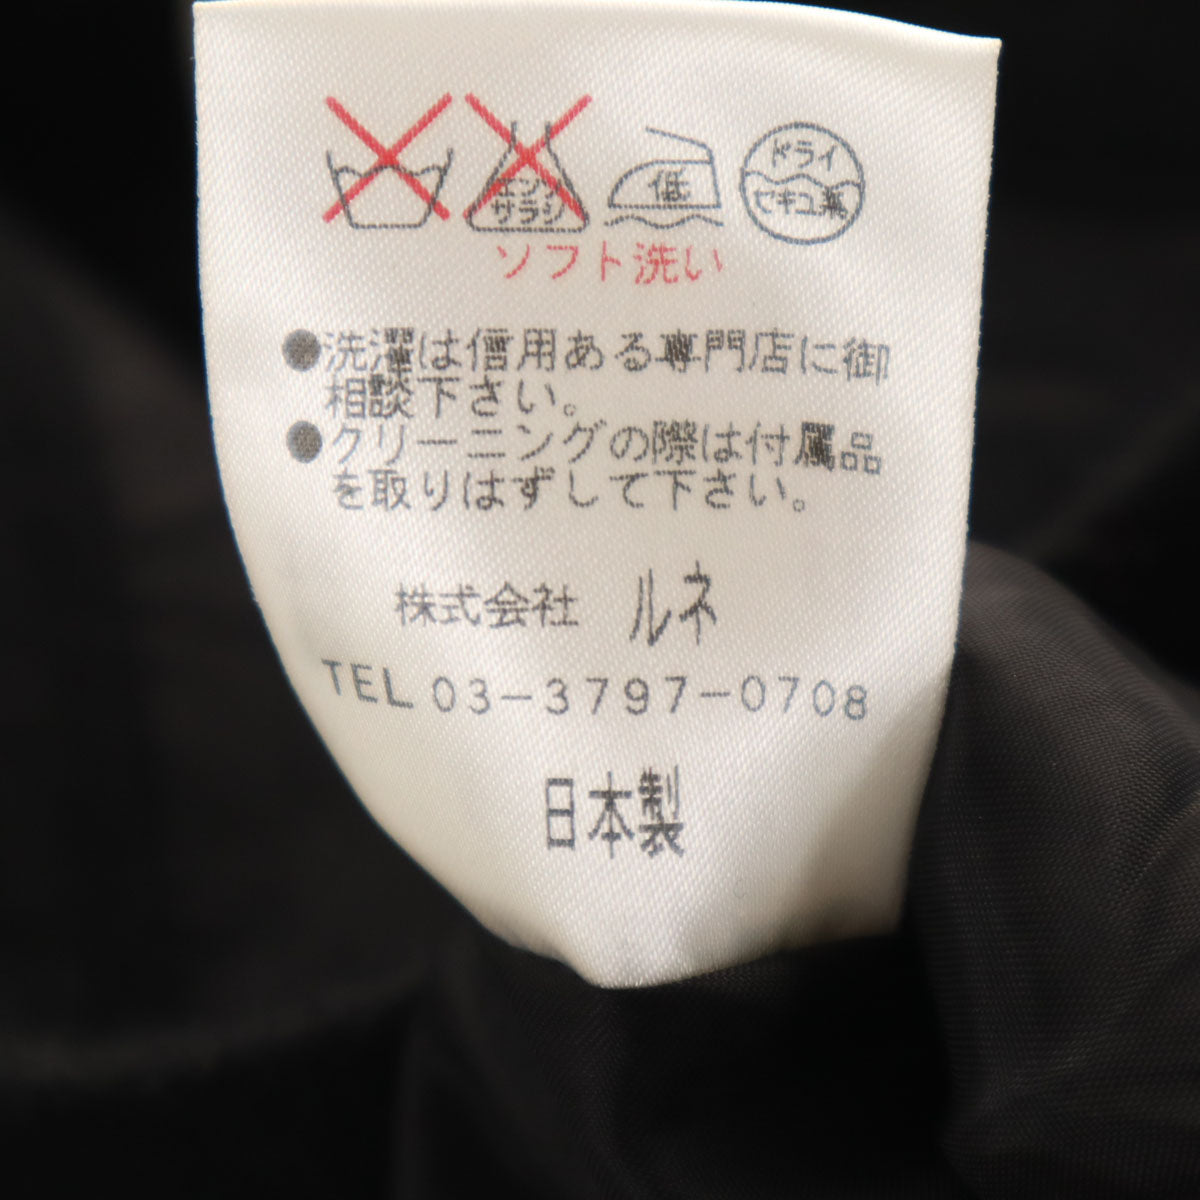 エンソ
サラシ
低
ドライ
セキユ系
ソフト洗い
●洗濯は信用ある専門店に御
相談下さい。
●クリーニングの際は付属品
を取りはずして下さい。
株式会社 ルネ
TEL 03-3797-0708
日本製